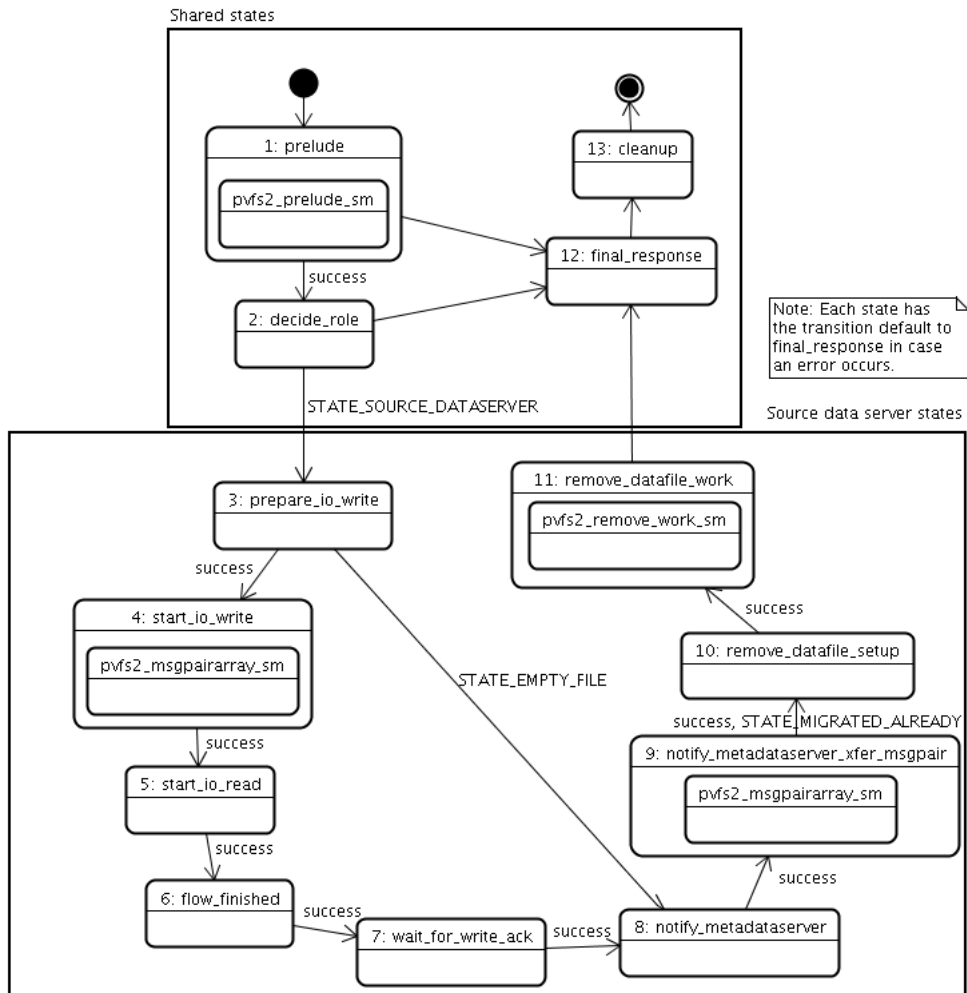 Shared states
1: prelude
pvfs2_prelude_sm
success
2: decide_role
13: cleanup
12: final_response
Note: Each state has
the transition default to
final_response in case
an error occurs.
STATE_SOURCE_DATASERVER
Source data server states
3: prepare_io_write
success
4: start_io_write
pvfs2_msgpairarray_sm
success
5: start_io_read
success
6: flow_finished
success
7: wait_for_write_ack
success
STATE_EMPTY_FILE
8: notify_metadataserver
success
9: notify_metadataserver_xfer_msgpair
pvfs2_msgpairarray_sm
success, STATE_MIGRATED_ALREADY
10: remove_datafile_setup
success
11: remove_datafile_work
pvfs2_remove_work_sm